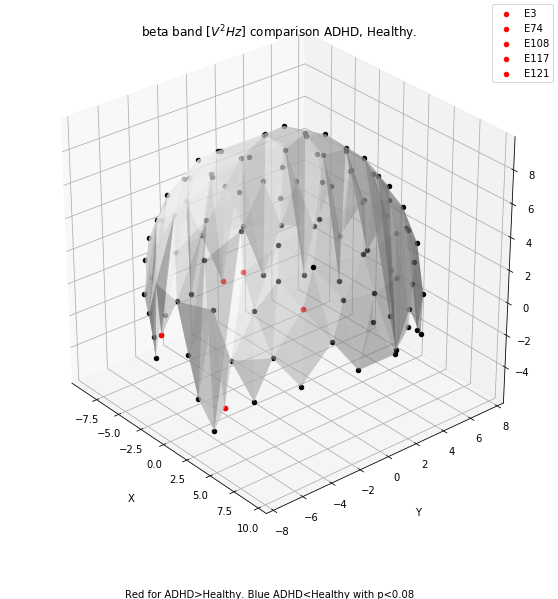 beta band [V²Hz] comparison ADHD, Healthy.
E3
E74
E108
E117
E121
8
6
4
2
0
−2
−4
−7.5
−5.0
−2.5
0.0
2.5
5.0
7.5
10.0
X
−8
−6
−4
−2
0
2
4
6
8
Y
Red for ADHD>Healthy. Blue ADHD<Healthy with p<0.08